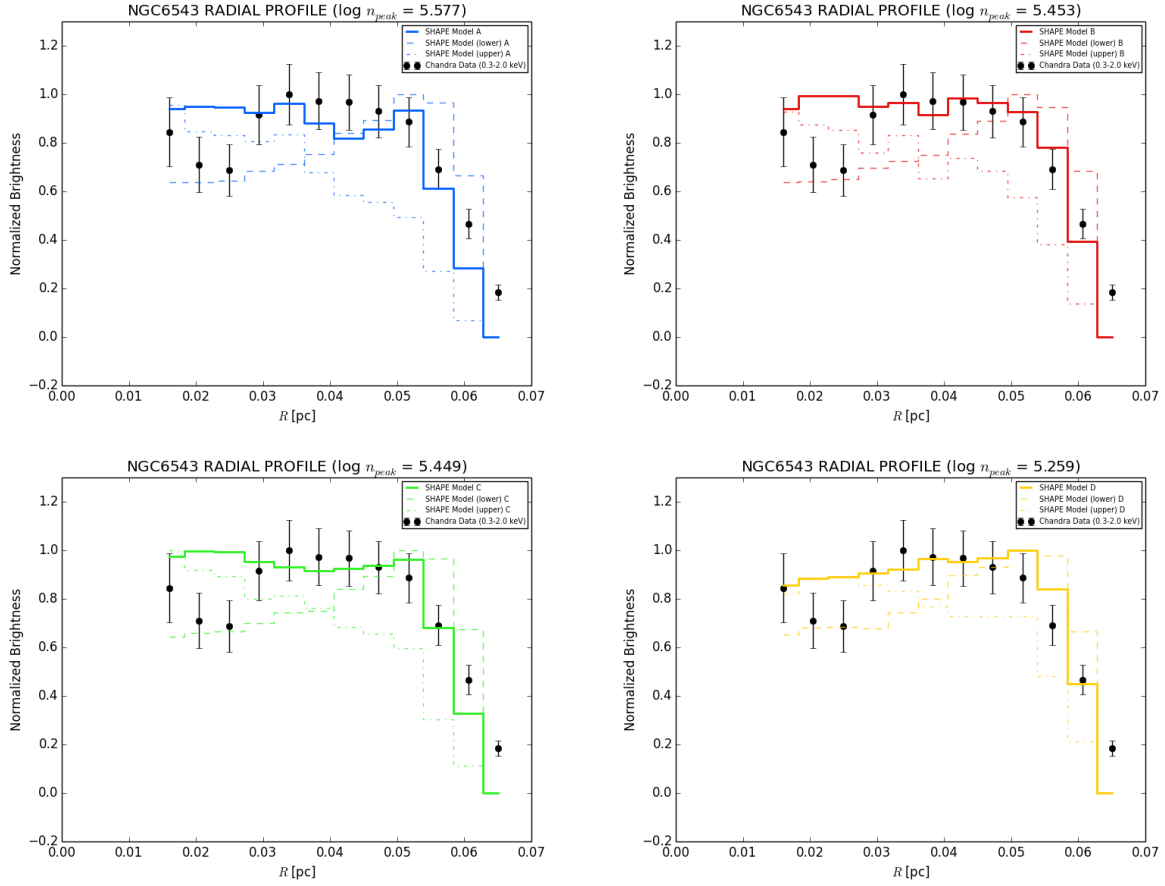 NGC6543 RADIAL PROFILE (log n_peak = 5.577)
SHAPE Model A
SHAPE Model (lower) A
SHAPE Model (upper) A
Chandra Data (0.3-2.0 keV)
Normalized Brightness
1.2
1.0
0.8
0.6
0.4
0.2
0.0
−0.2
0.00 0.01 0.02 0.03 0.04 0.05 0.06 0.07
R [pc]
NGC6543 RADIAL PROFILE (log n_peak = 5.453)
SHAPE Model B
SHAPE Model (lower) B
SHAPE Model (upper) B
Chandra Data (0.3-2.0 keV)
Normalized Brightness
1.2
1.0
0.8
0.6
0.4
0.2
0.0
−0.2
0.00 0.01 0.02 0.03 0.04 0.05 0.06 0.07
R [pc]
NGC6543 RADIAL PROFILE (log n_peak = 5.449)
SHAPE Model C
SHAPE Model (lower) C
SHAPE Model (upper) C
Chandra Data (0.3-2.0 keV)
Normalized Brightness
1.2
1.0
0.8
0.6
0.4
0.2
0.0
−0.2
0.00 0.01 0.02 0.03 0.04 0.05 0.06 0.07
R [pc]
NGC6543 RADIAL PROFILE (log n_peak = 5.259)
SHAPE Model D
SHAPE Model (lower) D
SHAPE Model (upper) D
Chandra Data (0.3-2.0 keV)
Normalized Brightness
1.2
1.0
0.8
0.6
0.4
0.2
0.0
−0.2
0.00 0.01 0.02 0.03 0.04 0.05 0.06 0.07
R [pc]